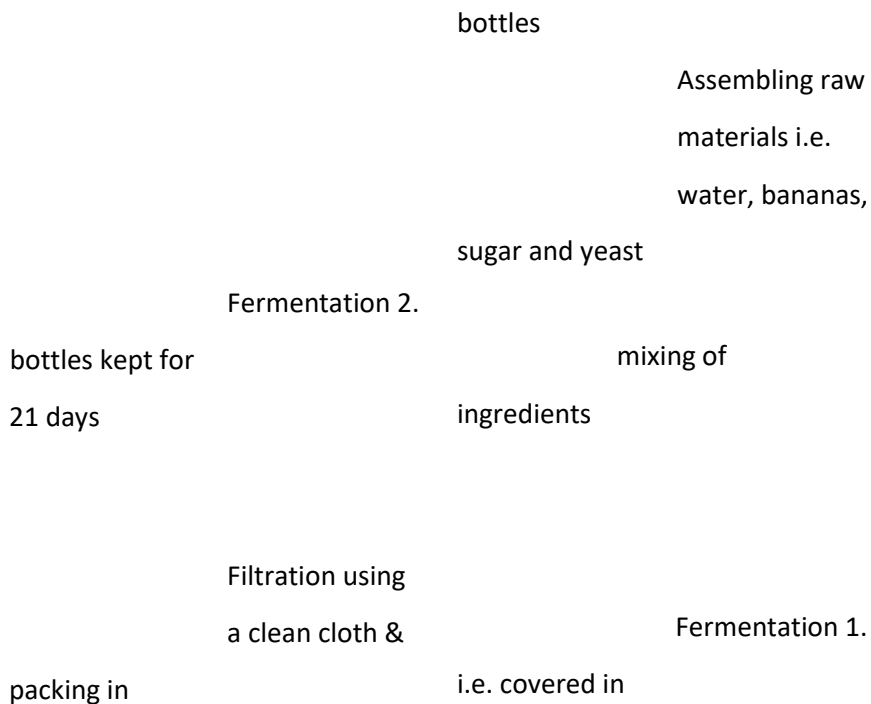 Fermentation 2.
bottles kept for
21 days
Filtration using
a clean cloth &
packing in
bottles
Assembling raw
materials i.e.
water, bananas,
sugar and yeast
mixing of
ingredients
Fermentation 1.
i.e. covered in